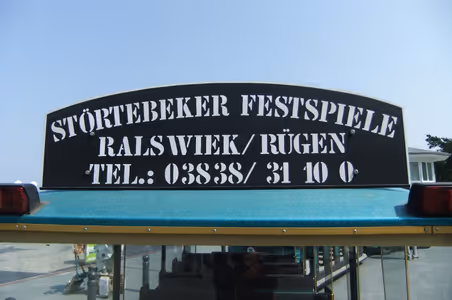 STÖRTEBEKER FESTSPIELE
RALSWIEK/RÜGEN
TEL.: 03838/ 31 10 0